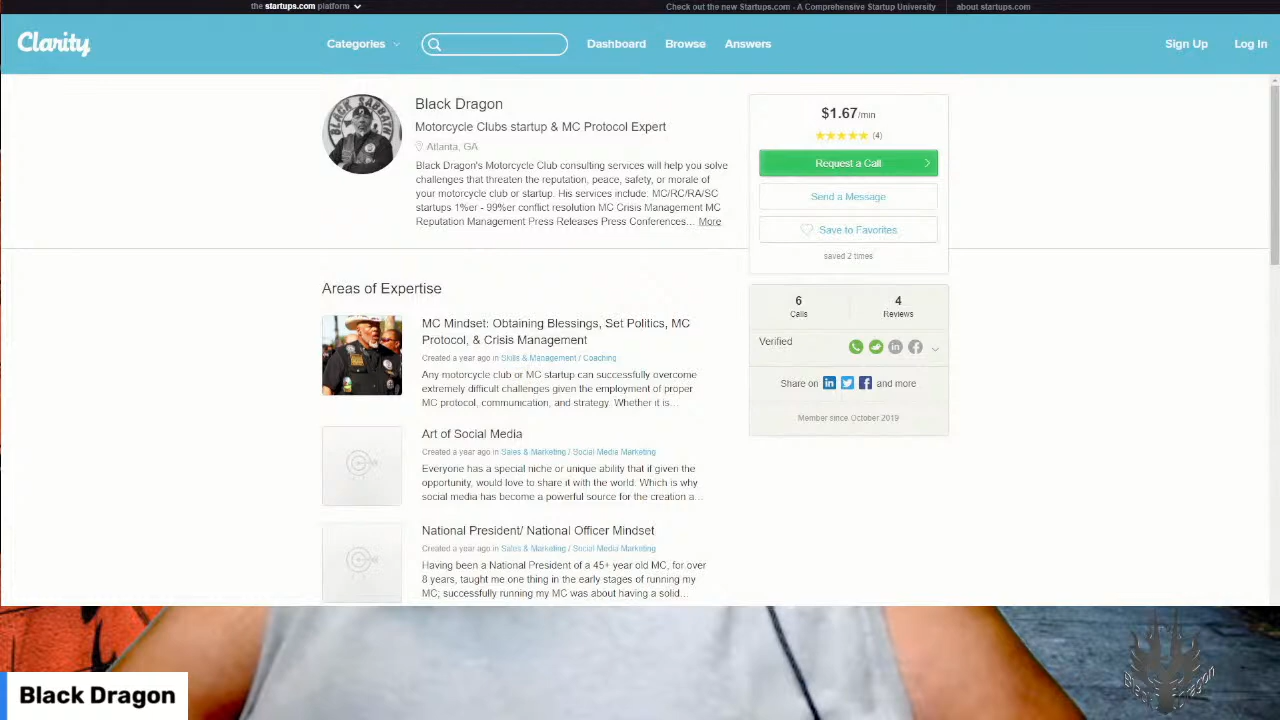 the startups.com platform
Check out the new Startups.com - A Comprehensive Startup University
about startups.com
Clarity
Categories
Dashboard
Browse
Answers
Sign Up
Log In
BLACK SABBATH
Black Dragon
Motorcycle Clubs startup & MC Protocol Expert
Atlanta, GA
Black Dragon's Motorcycle Club consulting services will help you solve
challenges that threaten the reputation, peace, safety, or morale of
your motorcycle club or startup. His services include: MC/RC/RA/SC
startups 1%er - 99%er conflict resolution MC Crisis Management MC
Reputation Management Press Releases Press Conferences... More
$1.67/min
(4)
Request a Call
Send a Message
Save to Favorites
saved 2 times
6
Calls
4
Reviews
Verified
Share on
and more
Member since October 2019
Areas of Expertise
MC Mindset: Obtaining Blessings, Set Politics, MC
Protocol, & Crisis Management
Created a year ago in Skills & Management / Coaching
Any motorcycle club or MC startup can successfully overcome
extremely difficult challenges given the employment of proper
MC protocol, communication, and strategy. Whether it is...
Art of Social Media
Created a year ago in Sales & Marketing / Social Media Marketing
Everyone has a special niche or unique ability that if given the
opportunity, would love to share it with the world. Which is why
social media has become a powerful source for the creation a...
National President/ National Officer Mindset
Created a year ago in Sales & Marketing / Social Media Marketing
Having been a National President of a 45+ year old MC, for over
8 years, taught me one thing in the early stages of running my
MC; successfully running my MC was about having a solid...
Black Dragon